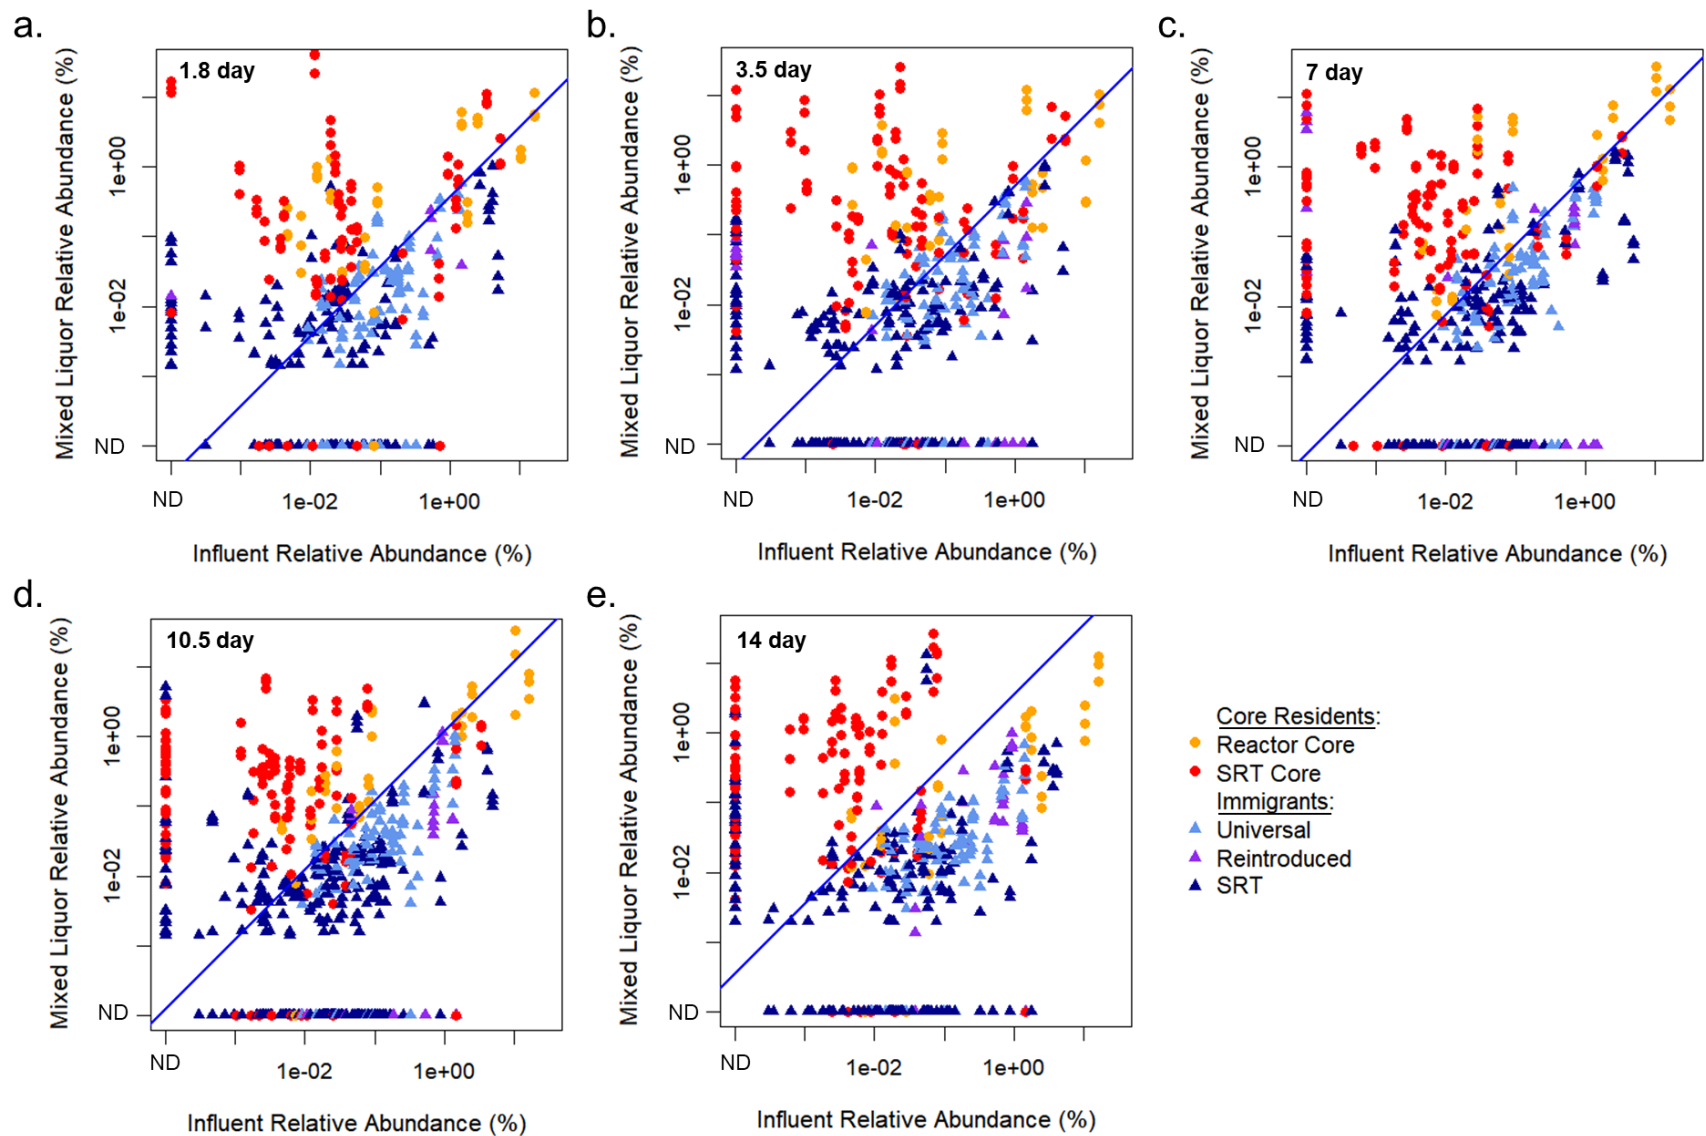 a.
1.8 day
Mixed Liquor Relative Abundance (%)
1e+00
1e-02
ND
ND
1e-02
1e+00
Influent Relative Abundance (%)
b.
3.5 day
Mixed Liquor Relative Abundance (%)
1e+00
1e-02
ND
ND
1e-02
1e+00
Influent Relative Abundance (%)
c.
7 day
Mixed Liquor Relative Abundance (%)
1e+00
1e-02
ND
ND
1e-02
1e+00
Influent Relative Abundance (%)
d.
10.5 day
Mixed Liquor Relative Abundance (%)
1e+00
1e-02
ND
ND
1e-02
1e+00
Influent Relative Abundance (%)
e.
14 day
Mixed Liquor Relative Abundance (%)
1e+00
1e-02
ND
ND
1e-02
1e+00
Influent Relative Abundance (%)
Core Residents:
Reactor Core
SRT Core
Immigrants:
Universal
Reintroduced
SRT